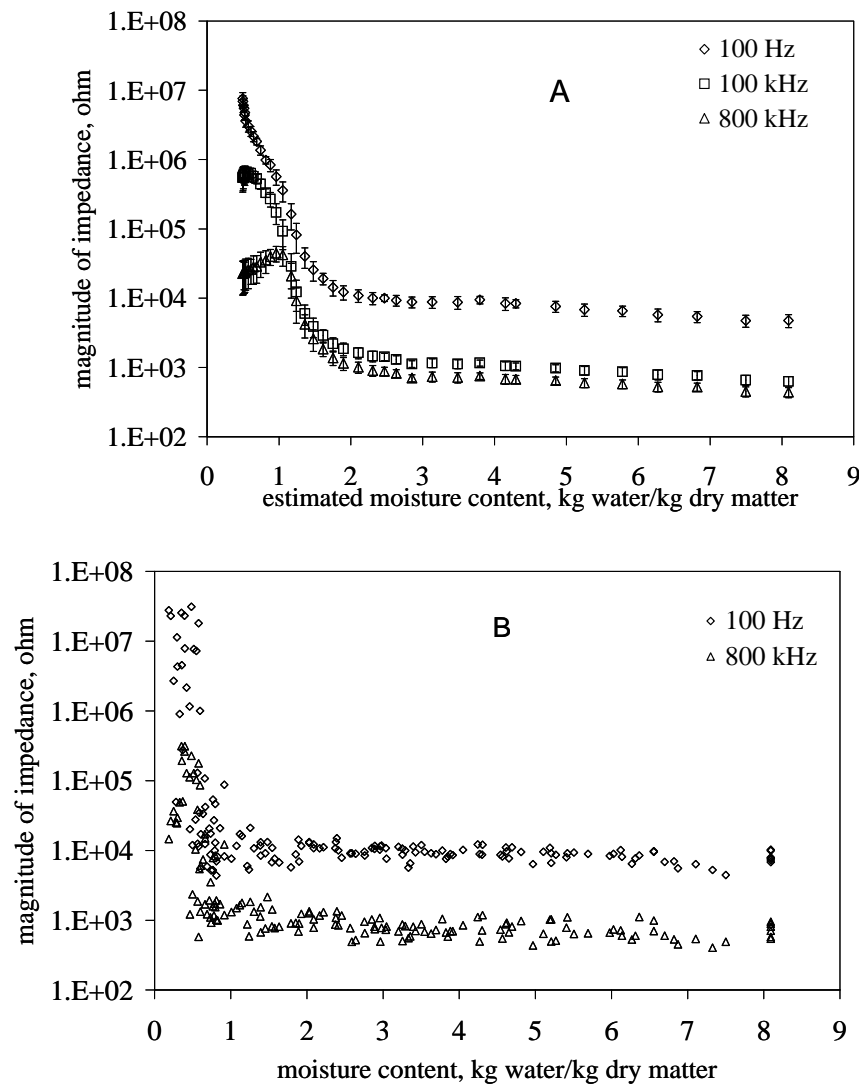 1.E+08
1.E+07
1.E+06
1.E+05
1.E+04
1.E+03
1.E+02
magnitude of impedance, ohm
A
100 Hz
100 kHz
800 kHz
0 1 2 3 4 5 6 7 8 9
estimated moisture content, kg water/kg dry matter
1.E+08
1.E+07
1.E+06
1.E+05
1.E+04
1.E+03
1.E+02
magnitude of impedance, ohm
B
100 Hz
800 kHz
0 1 2 3 4 5 6 7 8 9
moisture content, kg water/kg dry matter